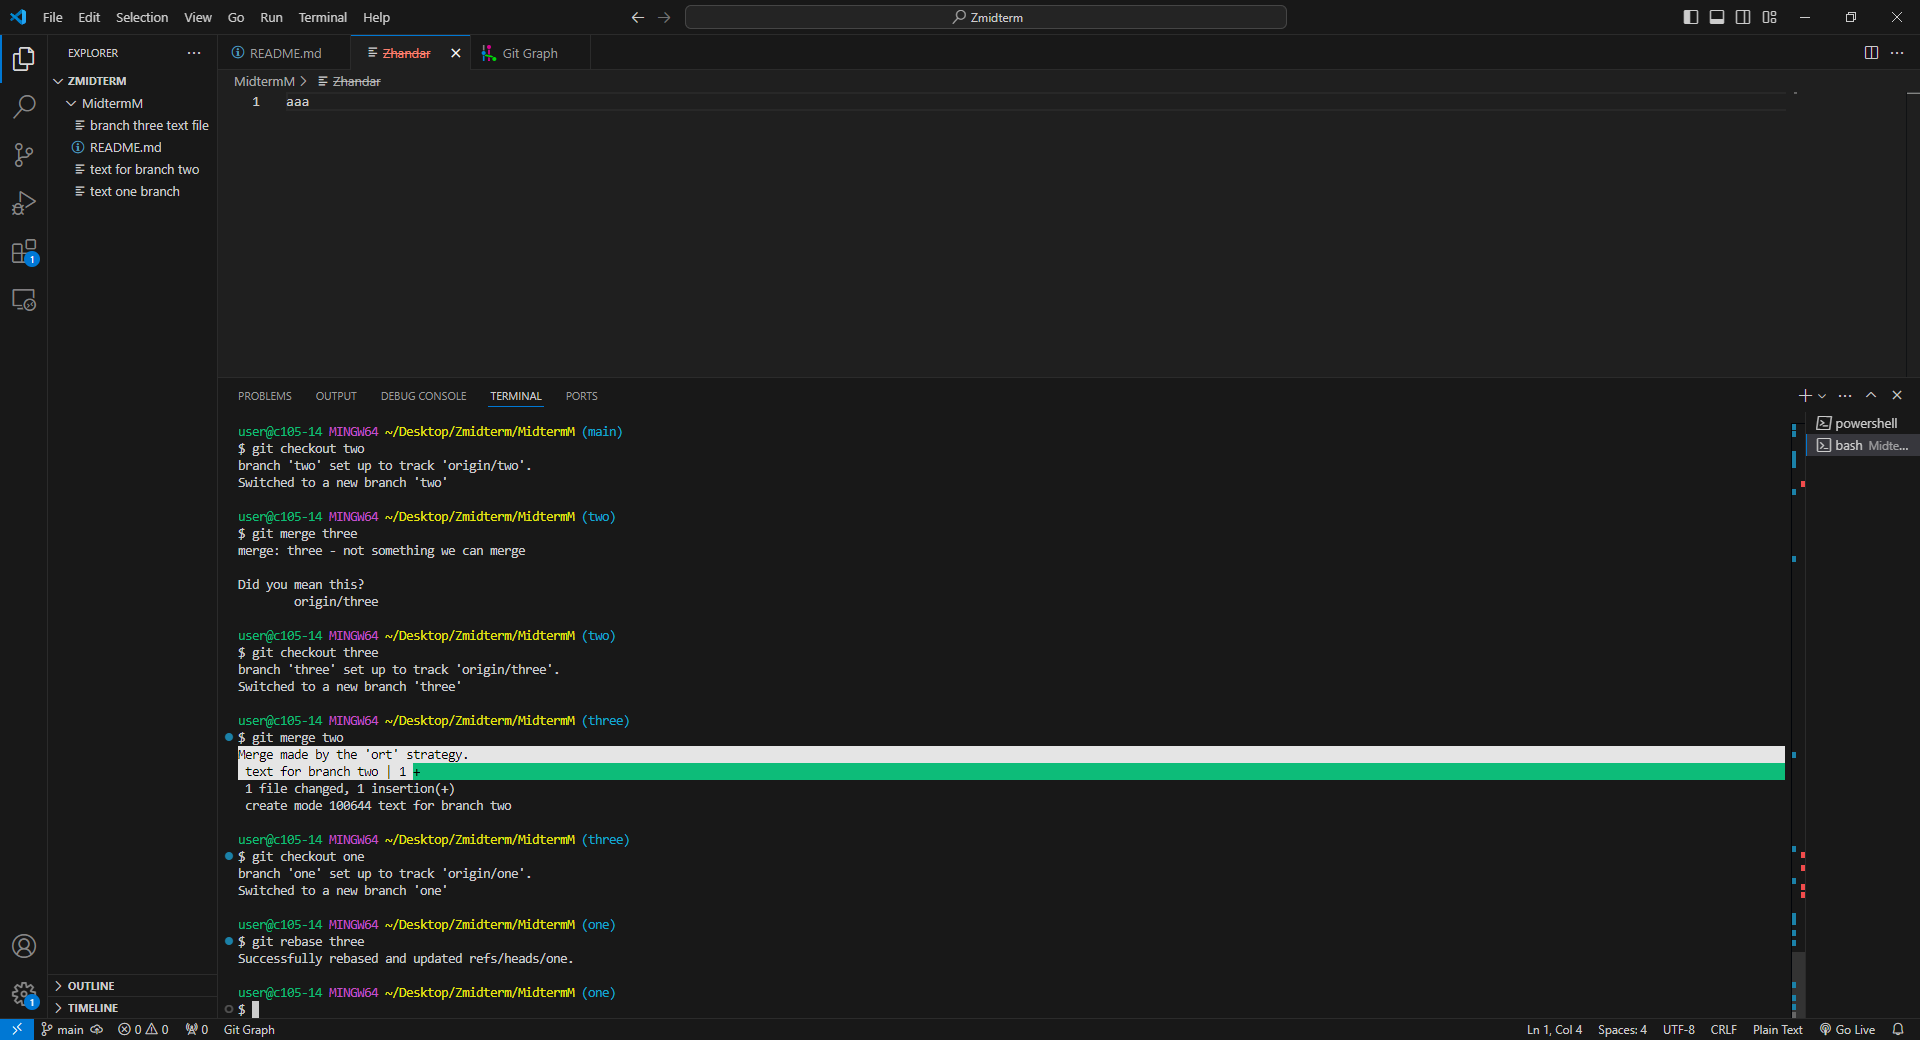 File Edit Selection View Go Run Terminal Help
Zmidterm
EXPLORER
README.md
Zhandar
Git Graph
ZMIDTERM
MidtermM
branch three text file
README.md
text for branch two
text one branch
MidtermM > Zhandar
1 aaa
1
PROBLEMS OUTPUT DEBUG CONSOLE TERMINAL PORTS
powershell
bash Midte...
user@c105-14 MINGW64 ~/Desktop/Zmidterm/MidtermM (main)
$ git checkout two
branch 'two' set up to track 'origin/two'.
Switched to a new branch 'two'
user@c105-14 MINGW64 ~/Desktop/Zmidterm/MidtermM (two)
$ git merge three
merge: three - not something we can merge
Did you mean this?
origin/three
user@c105-14 MINGW64 ~/Desktop/Zmidterm/MidtermM (two)
$ git checkout three
branch 'three' set up to track 'origin/three'.
Switched to a new branch 'three'
user@c105-14 MINGW64 ~/Desktop/Zmidterm/MidtermM (three)
$ git merge two
Merge made by the 'ort' strategy.
text for branch two | 1 +
1 file changed, 1 insertion(+)
create mode 100644 text for branch two
user@c105-14 MINGW64 ~/Desktop/Zmidterm/MidtermM (three)
$ git checkout one
branch 'one' set up to track 'origin/one'.
Switched to a new branch 'one'
user@c105-14 MINGW64 ~/Desktop/Zmidterm/MidtermM (one)
$ git rebase three
Successfully rebased and updated refs/heads/one.
user@c105-14 MINGW64 ~/Desktop/Zmidterm/MidtermM (one)
$
OUTLINE
TIMELINE
1
main 0 0 0 Git Graph
Ln 1, Col 4 Spaces: 4 UTF-8 CRLF Plain Text Go Live